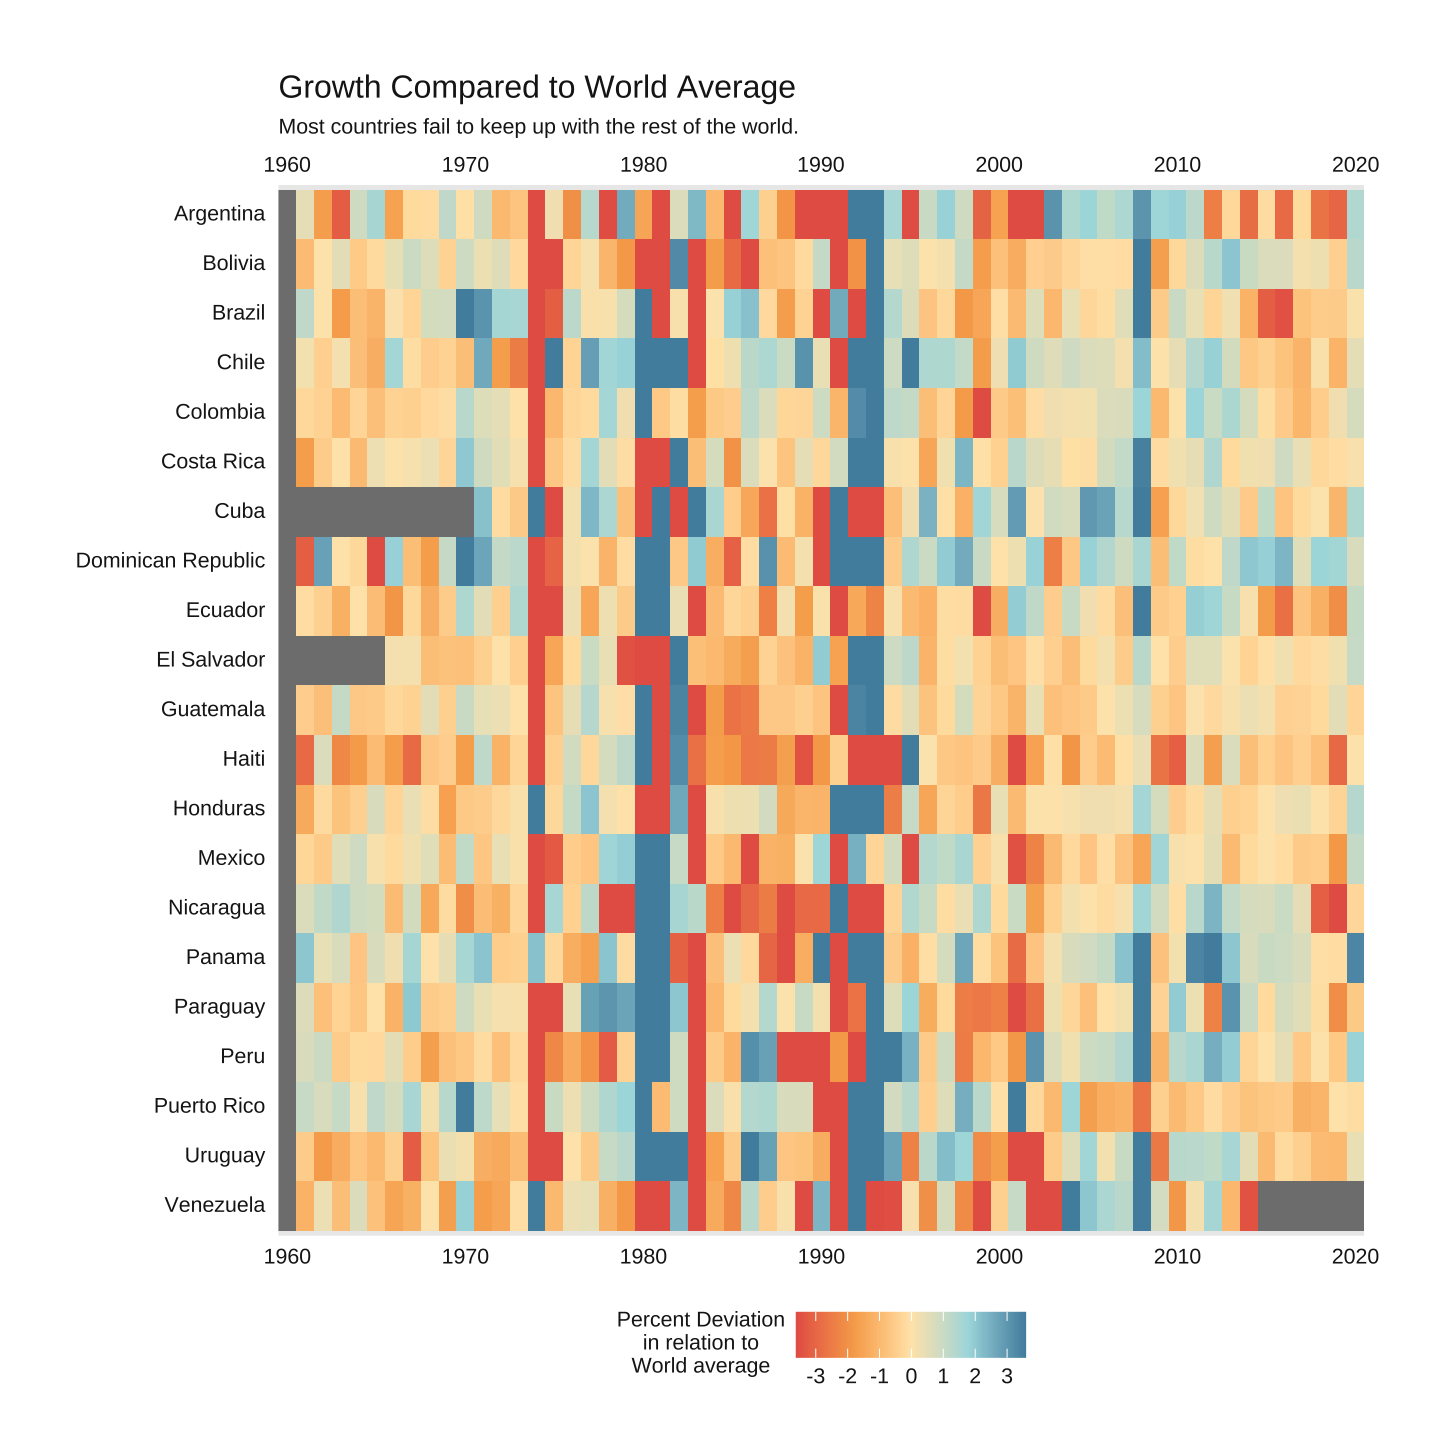 Growth Compared to World Average
Most countries fail to keep up with the rest of the world.
1960 1970 1980 1990 2000 2010 2020
Argentina
Bolivia
Brazil
Chile
Colombia
Costa Rica
Cuba
Dominican Republic
Ecuador
El Salvador
Guatemala
Haiti
Honduras
Mexico
Nicaragua
Panama
Paraguay
Peru
Puerto Rico
Uruguay
Venezuela
1960 1970 1980 1990 2000 2010 2020
Percent Deviation
in relation to
World average
-3 -2 -1 0 1 2 3